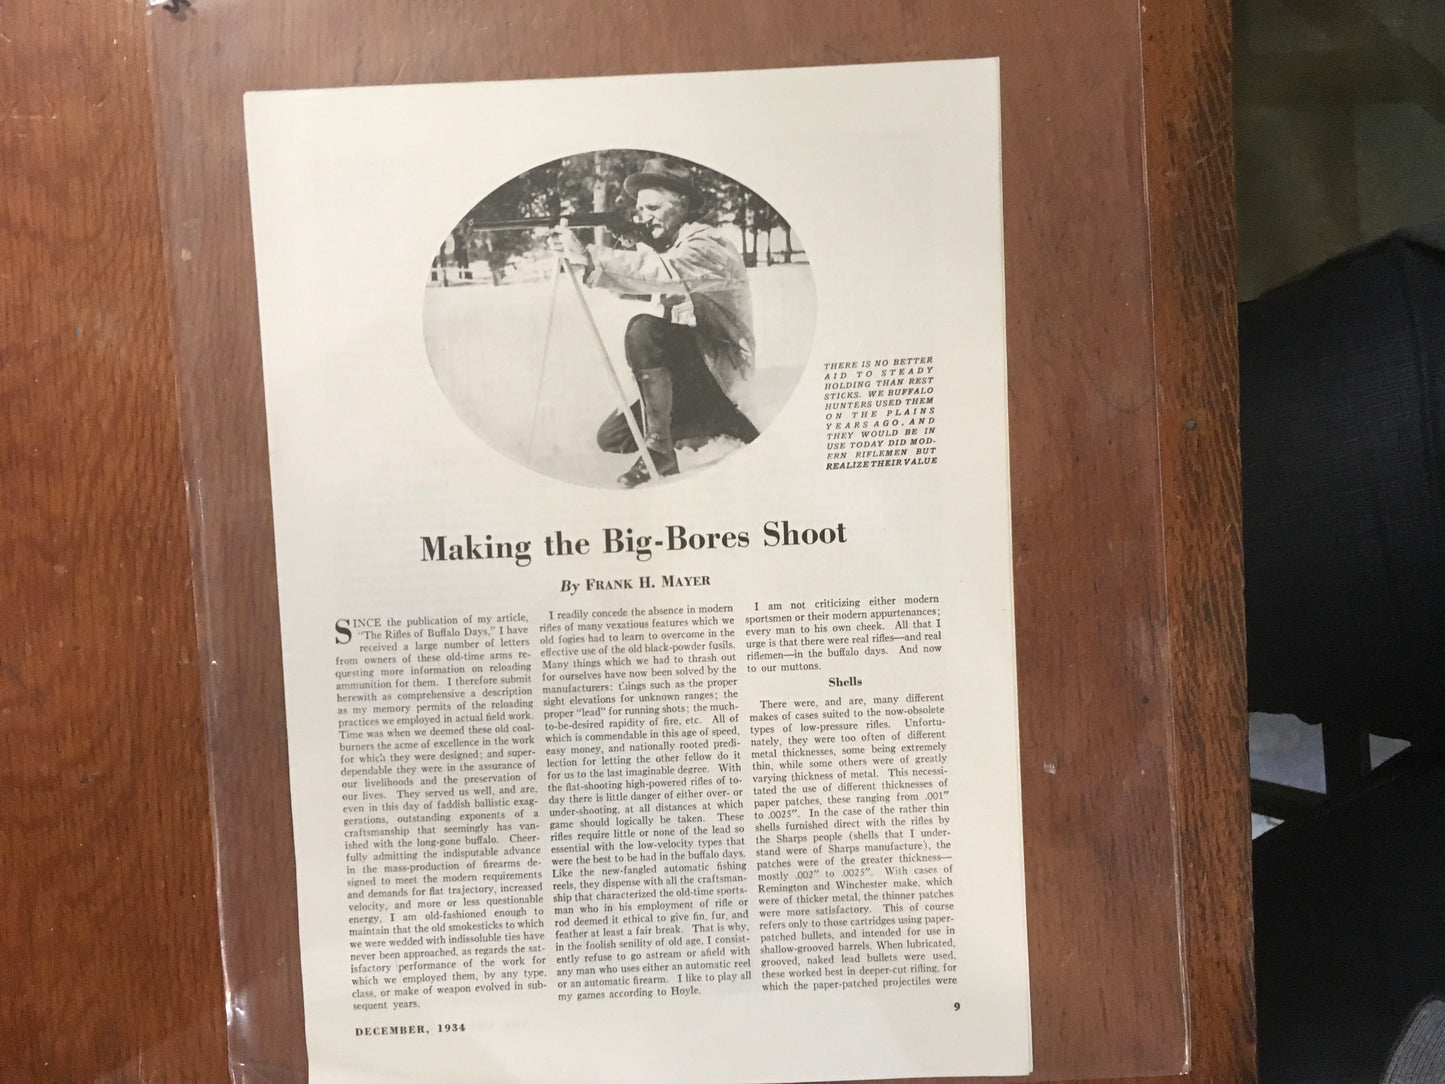 THERE IS NO BETTER
AID TO STEADY
HOLDING THAN REST
STICKS. WE BUFFALO
HUNTERS USED THEM
ON THE PLAINS
YEARS AGO, AND
THEY WOULD BE IN
USE TODAY DID MOD-
ERN RIFLEMEN BUT
REALIZE THEIR VALUE
Making the Big-Bores Shoot
By FRANK H. MAYER
SINCE the publication of my article,
"The Rifles of Buffalo Days," I have
received a large number of letters
from owners of these old-time arms re-
questing more information on reloading
ammunition for them. I therefore submit
herewith as comprehensive a description
as my memory permits of the reloading
practices we employed in actual field work.
Time was when we deemed these old coal-
burners the acme of excellence in the work
for which they were designed; and super-
dependable they were in the assurance of
our livelihoods and the preservation of
our lives. They served us well, and are,
even in this day of faddish ballistic exag-
gerations, outstanding exponents of a
craftsmanship that seemingly has van-
ished with the long-gone buffalo. Cheer-
fully admitting the indisputable advance
in the mass-production of firearms de-
signed to meet the modern requirements
and demands for flat trajectory, increased
velocity, and more or less questionable
energy, I am old-fashioned enough to
maintain that the old smokesticks to which
we were wedded with indissoluble ties have
never been approached, as regards the sat-
isfactory performance of the work for
which we employed them, by any type,
class, or make of weapon evolved in sub-
sequent years.
I readily concede the absence in modern
rifles of many vexatious features which we
old fogies had to learn to overcome in the
effective use of the old black-powder fusils.
Many things which we had to thrash out
for ourselves have now been solved by the
manufacturers: things such as the proper
sight elevations for unknown ranges; the
proper "lead" for running shots; the much-
to-be-desired rapidity of fire, etc. All of
which is commendable in this age of speed,
easy money, and nationally rooted predi-
lection for letting the other fellow do it
for us to the last imaginable degree. With
the flat-shooting high-powered rifles of to-
day there is little danger of either over- or
under-shooting, at all distances at which
game should logically be taken. These
rifles require little or none of the lead so
essential with the low-velocity types that
were the best to be had in the buffalo days.
Like the new-fangled automatic fishing
reels, they dispense with all the craftsman-
ship that characterized the old-time sports-
man who in his employment of rifle or
rod deemed it ethical to give fin, fur, and
feather at least a fair break. That is why,
in the foolish senility of old age, I consist-
ently refuse to go astream or afield with
any man who uses either an automatic reel
or an automatic firearm. I like to play all
my games according to Hoyle.
I am not criticizing either modern
sportsmen or their modern appurtenances;
every man to his own cheek. All that I
urge is that there were real rifles—and real
riflemen—in the buffalo days. And now
to our muttons.
Shells
There were, and are, many different
makes of cases suited to the now-obsolete
types of low-pressure rifles. Unfortu-
nately, they were too often of different
metal thicknesses, some being extremely
thin, while some others were of greatly
varying thickness of metal. This necessi-
tated the use of different thicknesses of
paper patches, these ranging from .001"
to .0025". In the case of the rather thin
shells furnished direct with the rifles by
the Sharps people (shells that I under-
stand were of Sharps manufacture), the
patches were of the greater thickness—
mostly .002" to .0025". With cases of
Remington and Winchester make, which
were of thicker metal, the thinner patches
were more satisfactory. This of course
refers only to those cartridges using paper-
patched bullets, and intended for use in
shallow-grooved barrels. When lubricated,
grooved, naked lead bullets were used,
these worked best in deeper-cut rifling, for
which the paper-patched projectiles were
DECEMBER, 1934
9